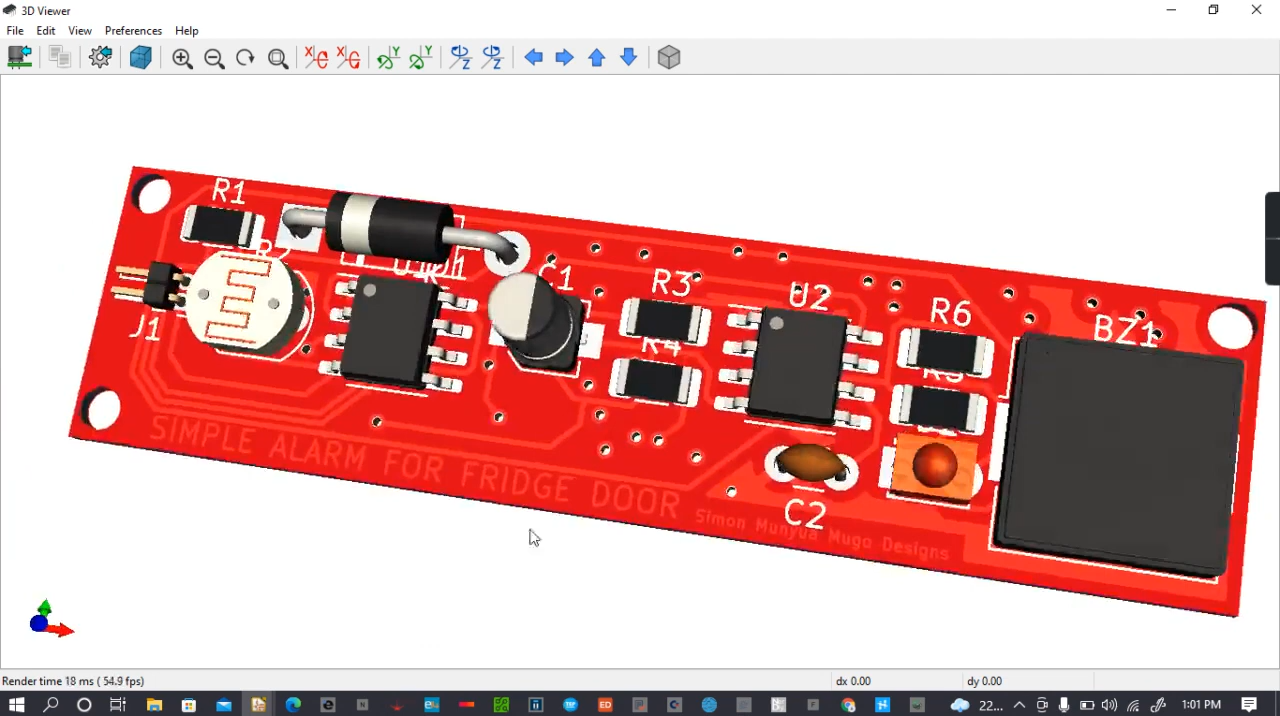 3D Viewer
File Edit View Preferences Help
R1
C1
R3
U2
R6
BZ1
J1
R4
SIMPLE ALARM FOR FRIDGE DOOR
C2
Simon Munyua Mugo Designs
Render time 18 ms ( 54.9 fps)
dx 0.00
dy 0.00
22...
1:01 PM